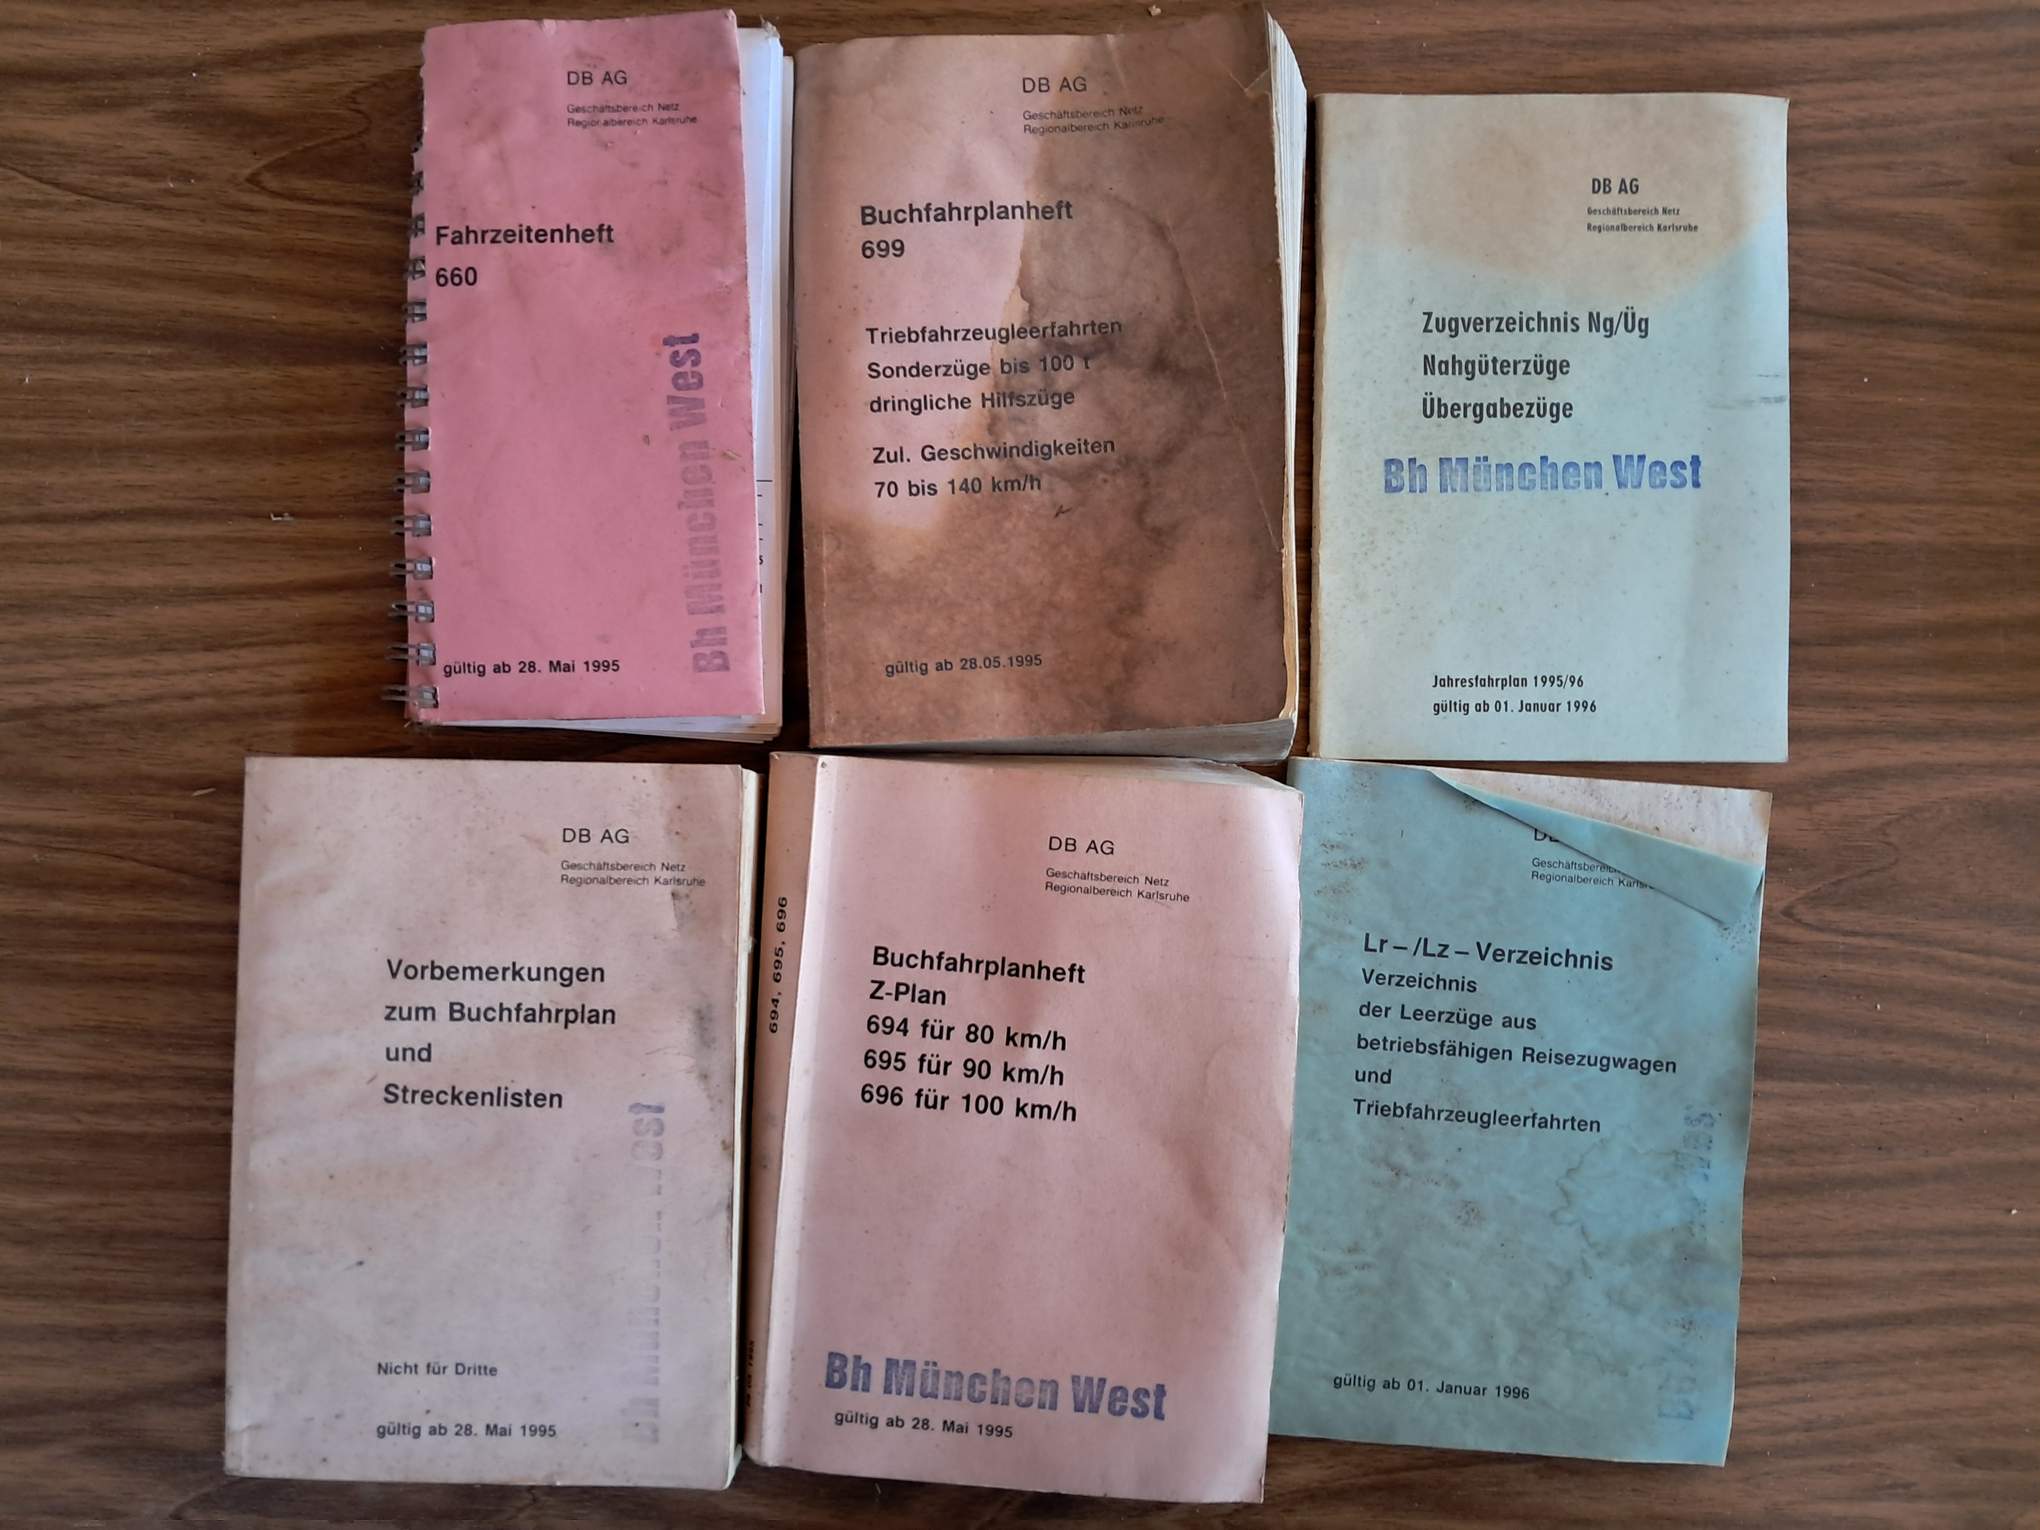 DB AG
Geschäftsbereich Netz
Regionalbereich Karlsruhe
Fahrzeitenheft
660
Bh München West
gültig ab 28. Mai 1995
DB AG
Geschäftsbereich Netz
Regionalbereich Karlsruhe
Buchfahrplanheft
699
Triebfahrzeugleerfahrten
Sonderzüge bis 100 t
dringliche Hilfszüge
Zul. Geschwindigkeiten
70 bis 140 km/h
gültig ab 28.05.1995
DB AG
Geschäftsbereich Netz
Regionalbereich Karlsruhe
Zugverzeichnis Ng/Üg
Nahgüterzüge
Übergabezüge
Bh München West
Jahresfahrplan 1995/96
gültig ab 01. Januar 1996
DB AG
Geschäftsbereich Netz
Regionalbereich Karlsruhe
Vorbemerkungen
zum Buchfahrplan
und
Streckenlisten
Bh München West
Nicht für Dritte
gültig ab 28. Mai 1995
694, 695, 696
DB AG
Geschäftsbereich Netz
Regionalbereich Karlsruhe
Buchfahrplanheft
Z-Plan
694 für 80 km/h
695 für 90 km/h
696 für 100 km/h
Bh München West
gültig ab 28. Mai 1995
Lr-/Lz-Verzeichnis
Verzeichnis
der Leerzüge aus
betriebsfähigen Reisezugwagen
und
Triebfahrzeugleerfahrten
gültig ab 01. Januar 1996